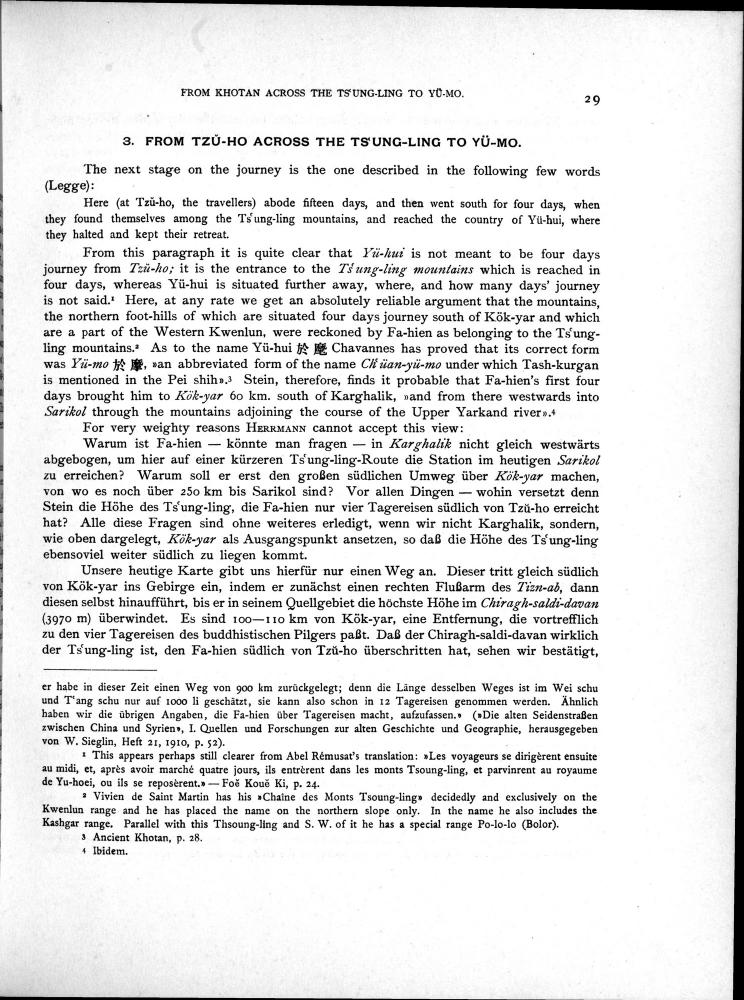 FROM KHOTAN ACROSS THE TS‘UNG-LING TO YÜ-MO.
29
3. FROM TZŬ-HO ACROSS THE TS‘UNG-LING TO YÜ-MO.
The next stage on the journey is the one described in the following few words
(Legge):
Here (at Tzŭ-ho, the travellers) abode fifteen days, and then went south for four days, when
they found themselves among the Ts‘ung-ling mountains, and reached the country of Yü-hui, where
they halted and kept their retreat.
From this paragraph it is quite clear that Yü-hui is not meant to be four days
journey from Tzŭ-ho; it is the entrance to the Ts‘ung-ling mountains which is reached in
four days, whereas Yü-hui is situated further away, where, and how many days’ journey
is not said.¹ Here, at any rate we get an absolutely reliable argument that the mountains,
the northern foot-hills of which are situated four days journey south of Kök-yar and which
are a part of the Western Kwenlun, were reckoned by Fa-hien as belonging to the Ts‘ung-
ling mountains.² As to the name Yü-hui 於麾 Chavannes has proved that its correct form
was Yü-mo 於摩, »an abbreviated form of the name Ch‘üan-yü-mo under which Tash-kurgan
is mentioned in the Pei shih».³ Stein, therefore, finds it probable that Fa-hien’s first four
days brought him to Kök-yar 60 km. south of Karghalik, »and from there westwards into
Sarikol through the mountains adjoining the course of the Upper Yarkand river».⁴
For very weighty reasons HERRMANN cannot accept this view:
Warum ist Fa-hien — könnte man fragen — in Karghalik nicht gleich westwärts
abgebogen, um hier auf einer kürzeren Ts‘ung-ling-Route die Station im heutigen Sarikol
zu erreichen? Warum soll er erst den großen südlichen Umweg über Kök-yar machen,
von wo es noch über 250 km bis Sarikol sind? Vor allen Dingen — wohin versetzt denn
Stein die Höhe des Ts‘ung-ling, die Fa-hien nur vier Tagereisen südlich von Tzŭ-ho erreicht
hat? Alle diese Fragen sind ohne weiteres erledigt, wenn wir nicht Karghalik, sondern,
wie oben dargelegt, Kök-yar als Ausgangspunkt ansetzen, so daß die Höhe des Ts‘ung-ling
ebensoviel weiter südlich zu liegen kommt.
Unsere heutige Karte gibt uns hierfür nur einen Weg an. Dieser tritt gleich südlich
von Kök-yar ins Gebirge ein, indem er zunächst einen rechten Flußarm des Tizn-ab, dann
diesen selbst hinaufführt, bis er in seinem Quellgebiet die höchste Höhe im Chiragh-saldi-davan
(3970 m) überwindet. Es sind 100—110 km von Kök-yar, eine Entfernung, die vortrefflich
zu den vier Tagereisen des buddhistischen Pilgers paßt. Daß der Chiragh-saldi-davan wirklich
der Ts‘ung-ling ist, den Fa-hien südlich von Tzŭ-ho überschritten hat, sehen wir bestätigt,
er habe in dieser Zeit einen Weg von 900 km zurückgelegt; denn die Länge desselben Weges ist im Wei schu
und T‘ang schu nur auf 1000 li geschätzt, sie kann also schon in 12 Tagereisen genommen werden. Ähnlich
haben wir die übrigen Angaben, die Fa-hien über Tagereisen macht, aufzufassen.» (»Die alten Seidenstraßen
zwischen China und Syrien», I. Quellen und Forschungen zur alten Geschichte und Geographie, herausgegeben
von W. Sieglin, Heft 21, 1910, p. 52).
¹ This appears perhaps still clearer from Abel Rémusat’s translation: »Les voyageurs se dirigèrent ensuite
au midi, et, après avoir marché quatre jours, ils entrèrent dans les monts Tsoung-ling, et parvinrent au royaume
de Yu-hoei, ou ils se reposèrent.» — Foĕ Kouĕ Ki, p. 24.
² Vivien de Saint Martin has his »Chaîne des Monts Tsoung-ling» decidedly and exclusively on the
Kwenlun range and he has placed the name on the northern slope only. In the name he also includes the
Kashgar range. Parallel with this Thsoung-ling and S. W. of it he has a special range Po-lo-lo (Bolor).
³ Ancient Khotan, p. 28.
⁴ Ibidem.